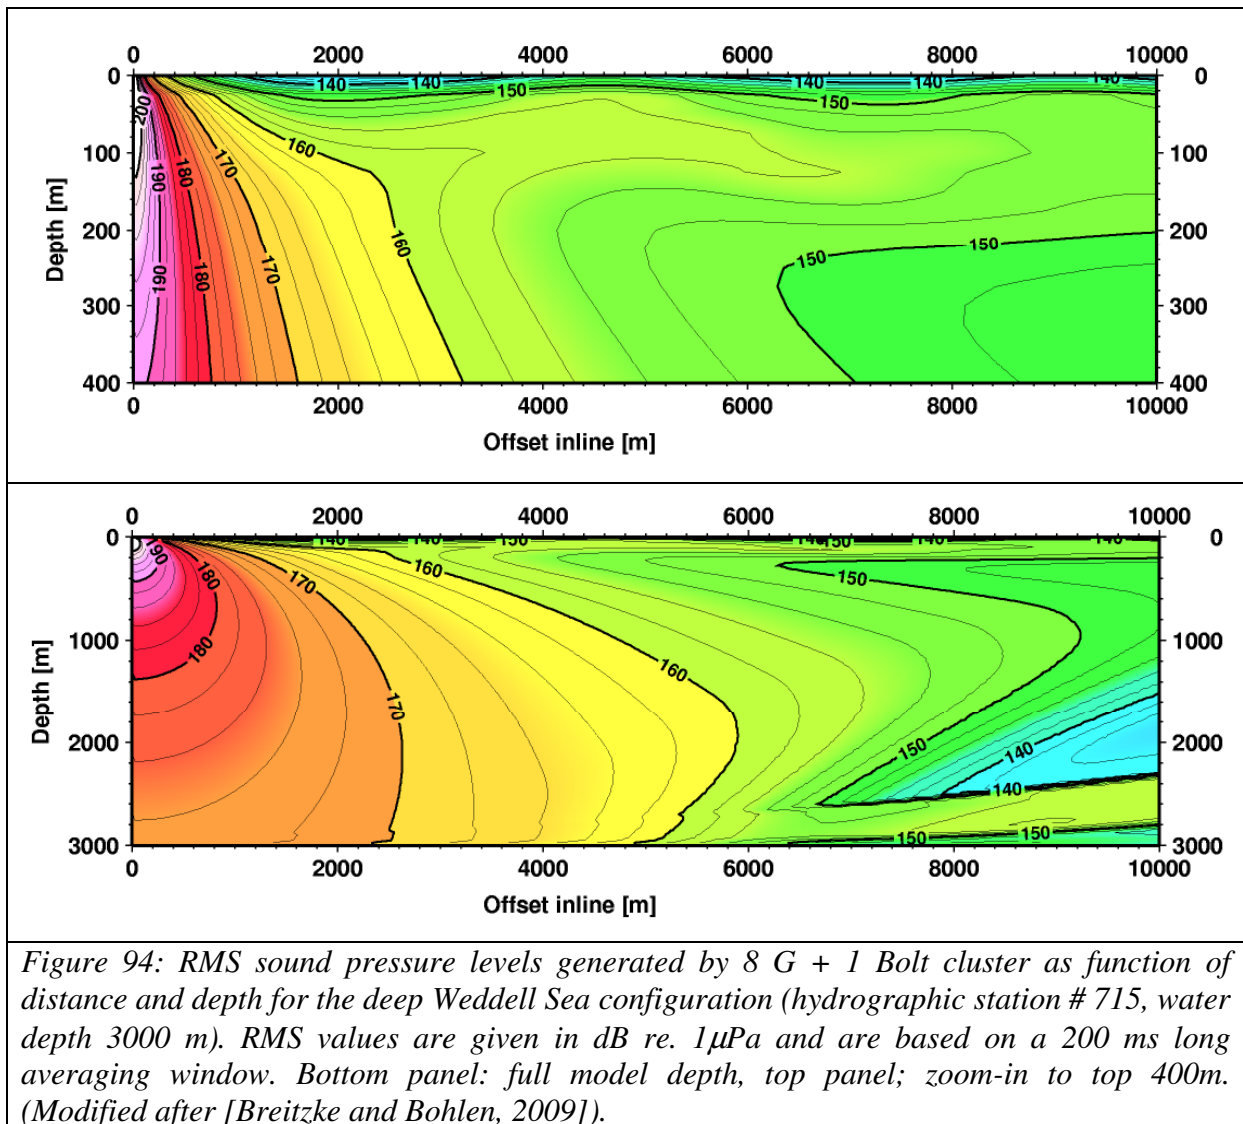 0 2000 4000 6000 8000 10000
0 140 140 150 140 140 140 0
150
200
100 160 100
190 180 170
Depth [m]
200 160 150 200
150
190 180 170
300 300
400 400
0 2000 4000 6000 8000 10000
Offset inline [m]
0 2000 4000 6000 8000 10000
0 190 140 150 140 150 140 140 0
180 170 160 150
1000 180 160 1000
Depth [m]
170
2000 150 140 2000
140
3000 150 150 3000
0 2000 4000 6000 8000 10000
Offset inline [m]
Figure 94: RMS sound pressure levels generated by 8 G + 1 Bolt cluster as function of
distance and depth for the deep Weddell Sea configuration (hydrographic station # 715, water
depth 3000 m). RMS values are given in dB re. 1μPa and are based on a 200 ms long
averaging window. Bottom panel: full model depth, top panel; zoom-in to top 400m.
(Modified after [Breitzke and Bohlen, 2009]).